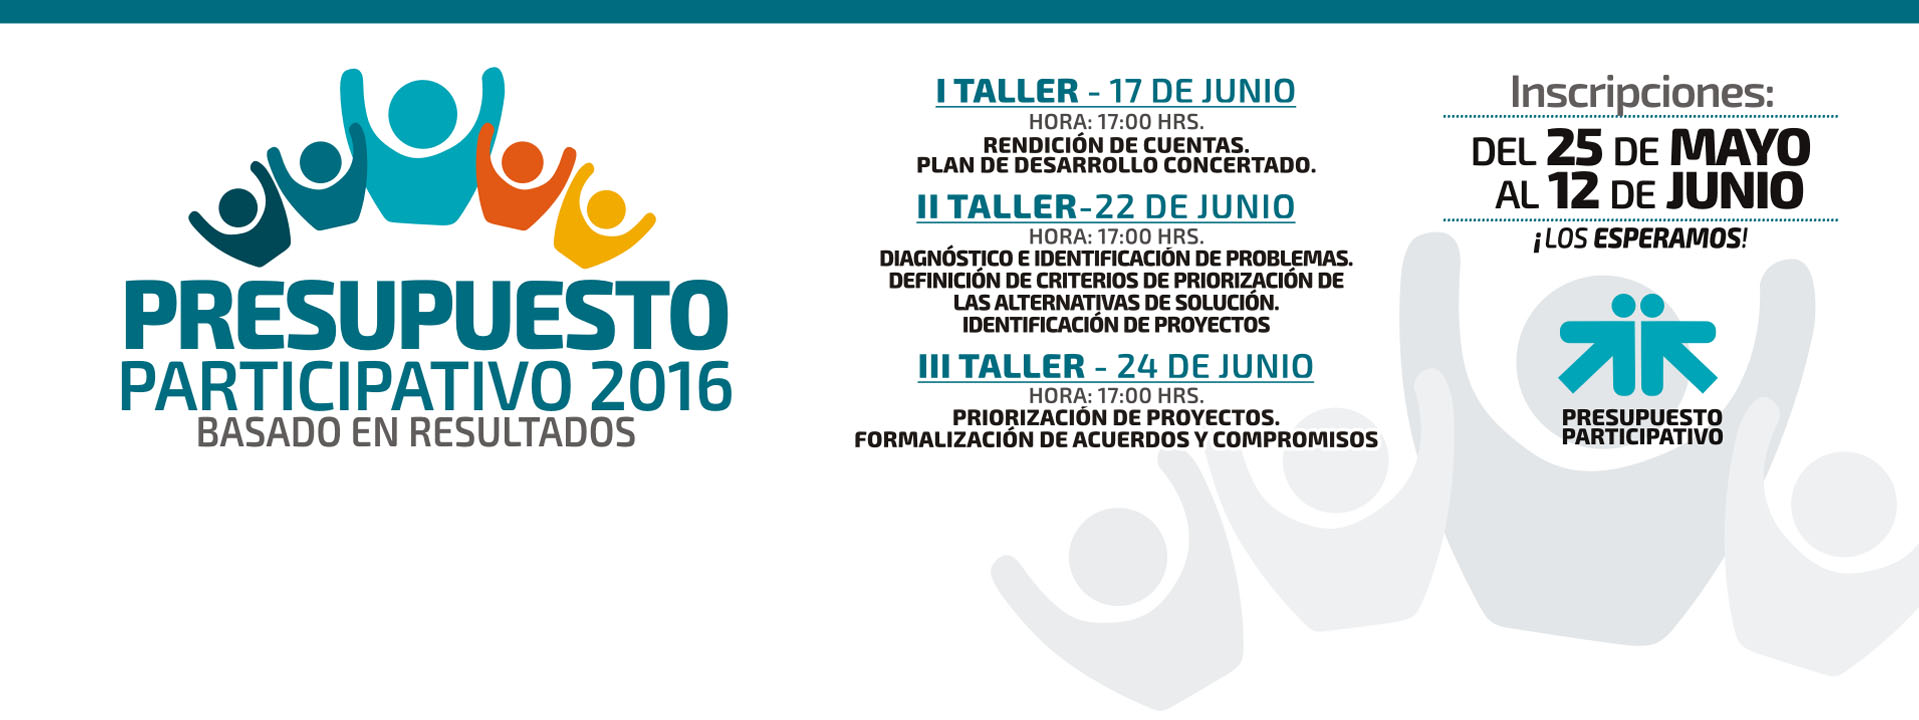 PRESUPUESTO
PARTICIPATIVO 2016
BASADO EN RESULTADOS
I TALLER - 17 DE JUNIO
HORA: 17:00 HRS.
RENDICIÓN DE CUENTAS.
PLAN DE DESARROLLO CONCERTADO.
II TALLER-22 DE JUNIO
HORA: 17:00 HRS.
DIAGNÓSTICO E IDENTIFICACIÓN DE PROBLEMAS.
DEFINICIÓN DE CRITERIOS DE PRIORIZACIÓN DE
LAS ALTERNATIVAS DE SOLUCIÓN.
IDENTIFICACIÓN DE PROYECTOS
III TALLER - 24 DE JUNIO
HORA: 17:00 HRS.
PRIORIZACIÓN DE PROYECTOS.
FORMALIZACIÓN DE ACUERDOS Y COMPROMISOS
Inscripciones:
DEL 25 DE MAYO
AL 12 DE JUNIO
¡LOS ESPERAMOS!
PRESUPUESTO
PARTICIPATIVO